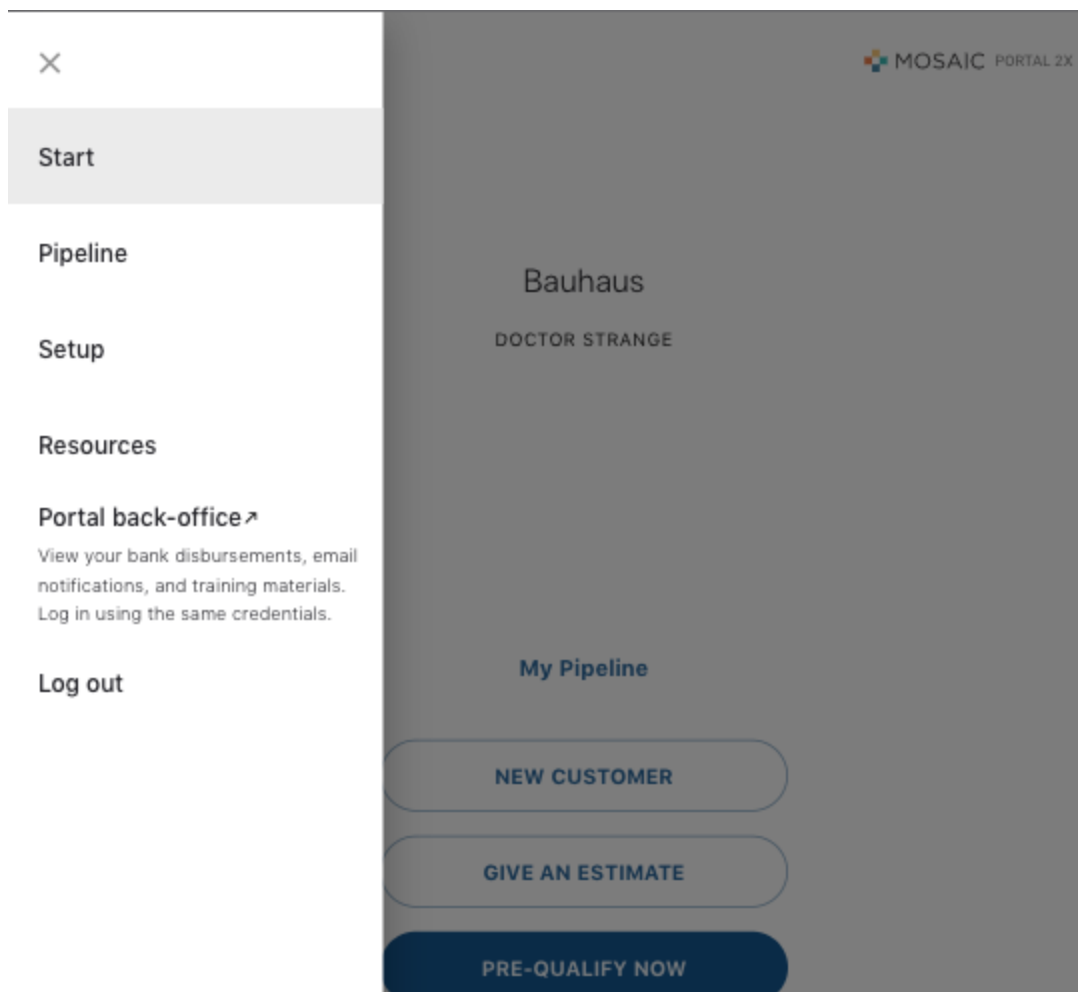 MOSAIC PORTAL 2X
Start
Pipeline
Setup
Resources
Portal back-office↗
View your bank disbursements, email
notifications, and training materials.
Log in using the same credentials.
Log out
Bauhaus
DOCTOR STRANGE
My Pipeline
NEW CUSTOMER
GIVE AN ESTIMATE
PRE-QUALIFY NOW